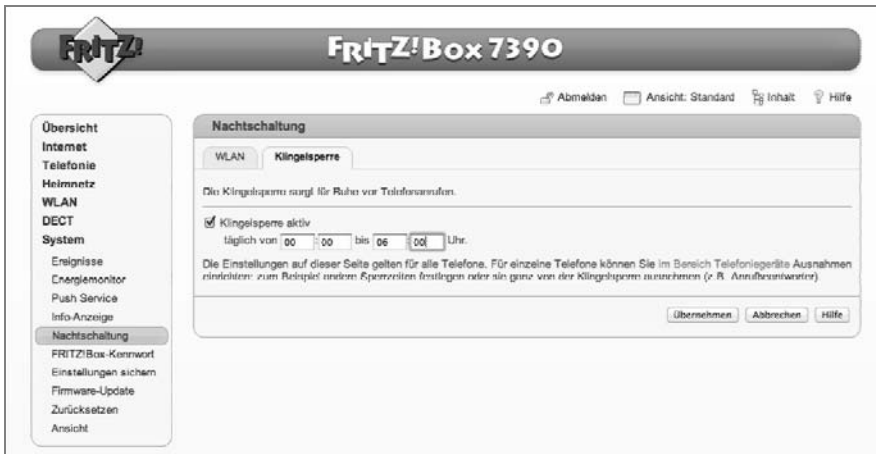 FRITZ!
FRITZ!Box 7390
Abmelden Ansicht: Standard Inhalt Hilfe
Übersicht
Internet
Telefonie
Heimnetz
WLAN
DECT
System
Ereignisse
Energiemonitor
Push Service
Info-Anzeige
Nachtschaltung
FRITZ!Box-Kennwort
Einstellungen sichern
Firmware-Update
Zurücksetzen
Ansicht
Nachtschaltung
WLAN Klingelsperre
Die Klingelsperre sorgt für Ruhe vor Telefonanrufen.
Klingelsperre aktiv
täglich von 00 :00 bis 06 :00 Uhr.
Die Einstellungen auf dieser Seite gelten für alle Telefone. Für einzelne Telefone können Sie im Bereich Telefoniegeräte Ausnahmen
einrichten: zum Beispiel andere Sperrzeiten festlegen oder sie ganz von der Klingelsperre ausnehmen (z.B. Anrufbeantworter).
Übernehmen Abbrechen Hilfe